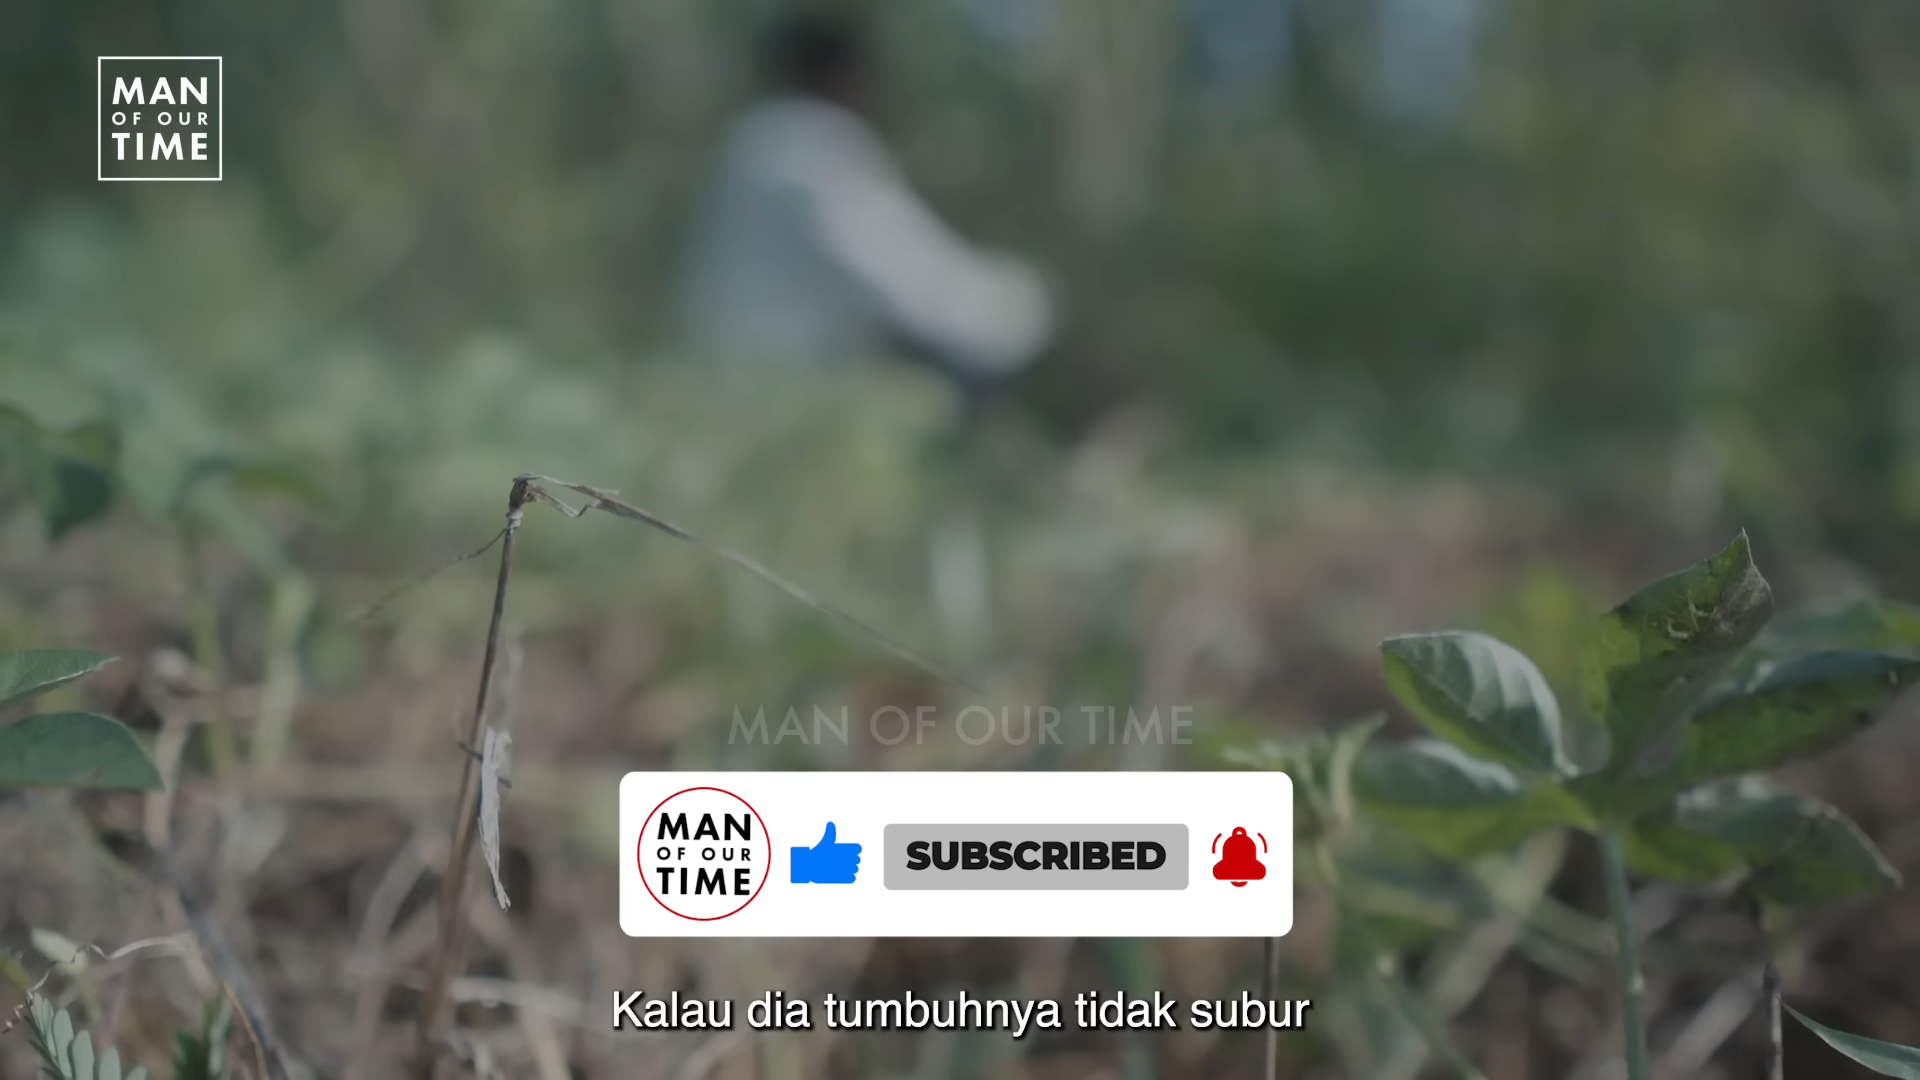 MAN
OF OUR
TIME
MAN OF OUR TIME
MAN
OF OUR
TIME
SUBSCRIBED
Kalau dia tumbuhnya tidak subur